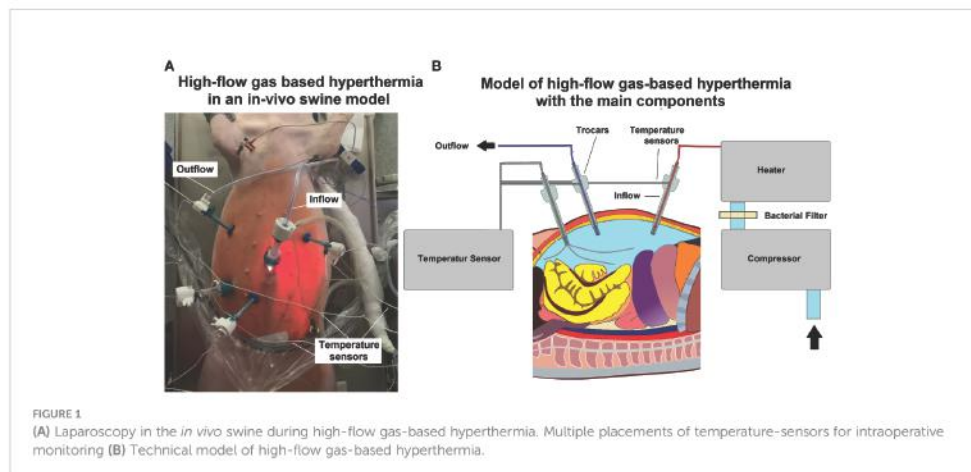 A
High-flow gas based hyperthermia
in an in-vivo swine model
Outflow
Inflow
Temperature
sensors
B
Model of high-flow gas-based hyperthermia
with the main components
Trocars
Temperature
sensors
Outflow
Inflow
Heater
Bacterial Filter
Temperatur Sensor
Compressor
FIGURE 1
(A) Laparoscopy in the in vivo swine during high-flow gas-based hyperthermia. Multiple placements of temperature-sensors for intraoperative
monitoring (B) Technical model of high-flow gas-based hyperthermia.